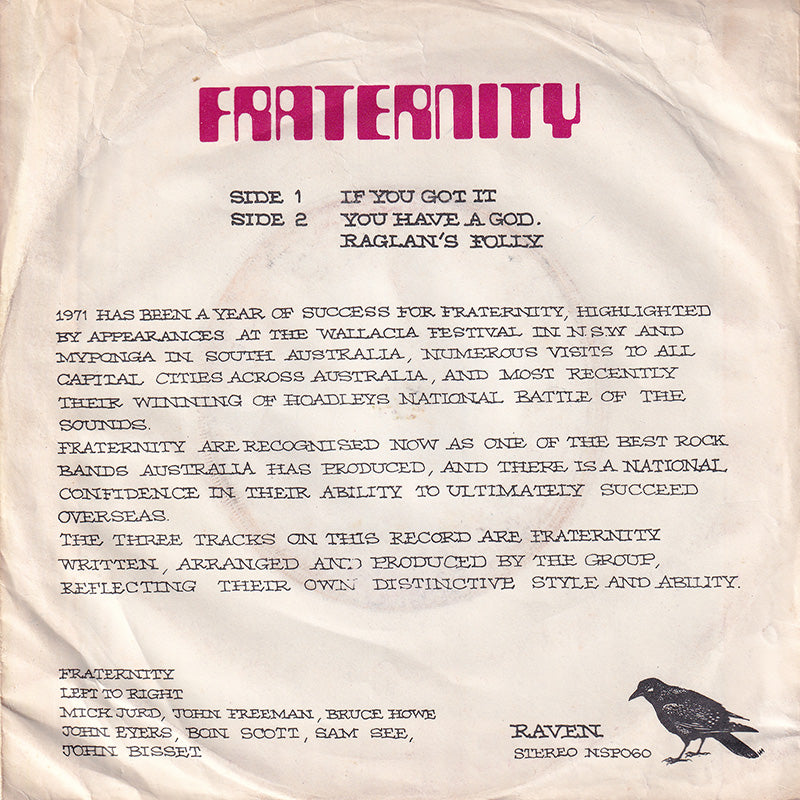 FRATERNITY
SIDE 1 IF YOU GOT IT
SIDE 2 YOU HAVE A GOD.
RAGLAN'S FOLLY
1971 HAS BEEN A YEAR OF SUCCESS FOR FRATERNITY, HIGHLIGHTED
BY APPEARANCES AT THE WALLACIA FESTIVAL IN NSW AND
MYPONGA IN SOUTH AUSTRALIA, NUMEROUS VISITS TO ALL
CAPITAL CITIES ACROSS AUSTRALIA, AND MOST RECENTLY
THEIR WINNING OF HOADLEYS NATIONAL BATTLE OF THE
SOUNDS.
FRATERNITY ARE RECOGNISED NOW AS ONE OF THE BEST ROCK
BANDS AUSTRALIA HAS PRODUCED, AND THERE IS A NATIONAL
CONFIDENCE IN THEIR ABILITY TO ULTIMATELY SUCCEED
OVERSEAS.
THE THREE TRACKS ON THIS RECORD ARE FRATERNITY
WRITTEN, ARRANGED AND PRODUCED BY THE GROUP,
REFLECTING THEIR OWN DISTINCTIVE STYLE AND ABILITY.
FRATERNITY
LEFT TO RIGHT
MICK JURD, JOHN FREEMAN, BRUCE HOWE
JOHN EYERS, BON SCOTT, SAM SEE,
JOHN BISSET
RAVEN
STEREO NSP060